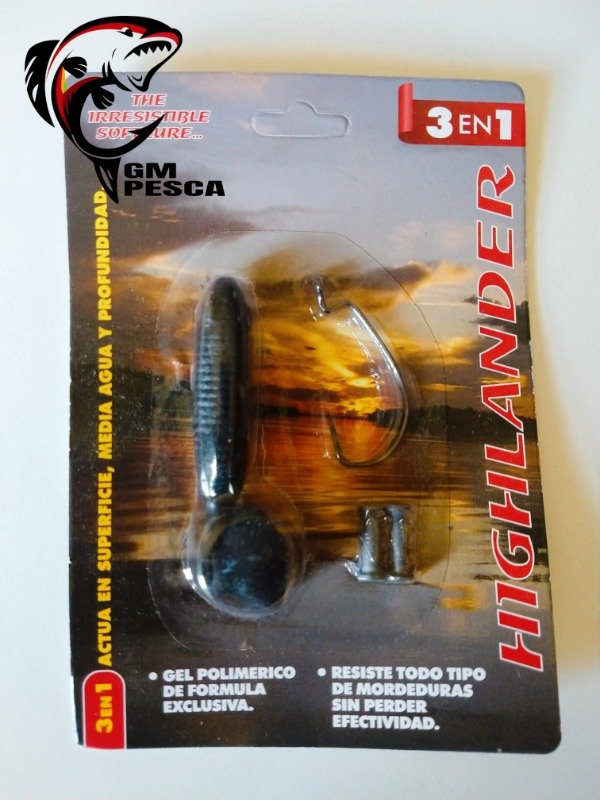 THE
IRRESISTIBLE
SOFT LURE...
GM
PESCA
3 EN 1
HIGHLANDER
3 EN 1 ACTUA EN SUPERFICIE, MEDIA AGUA Y PROFUNDIDAD.
• GEL POLIMERICO
DE FORMULA
EXCLUSIVA.
• RESISTE TODO TIPO
DE MORDEDURAS
SIN PERDER
EFECTIVIDAD.